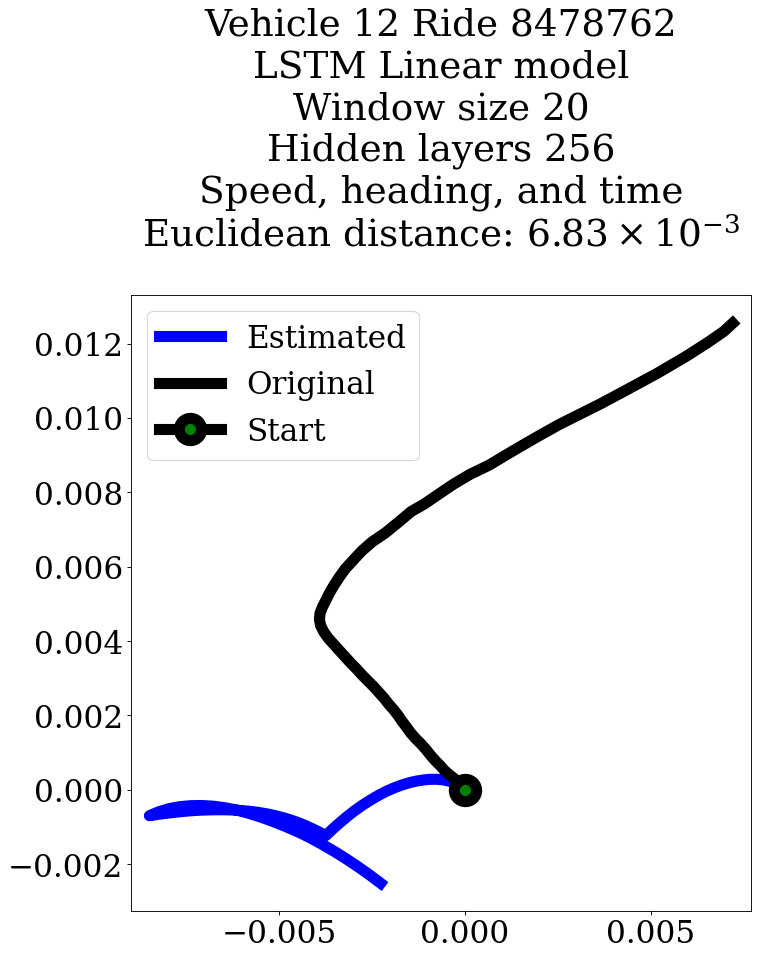 Vehicle 12 Ride 8478762
LSTM Linear model
Window size 20
Hidden layers 256
Speed, heading, and time
Euclidean distance: 6.83 × 10⁻³
Estimated
Original
Start
0.012
0.010
0.008
0.006
0.004
0.002
0.000
−0.002
−0.005 0.000 0.005